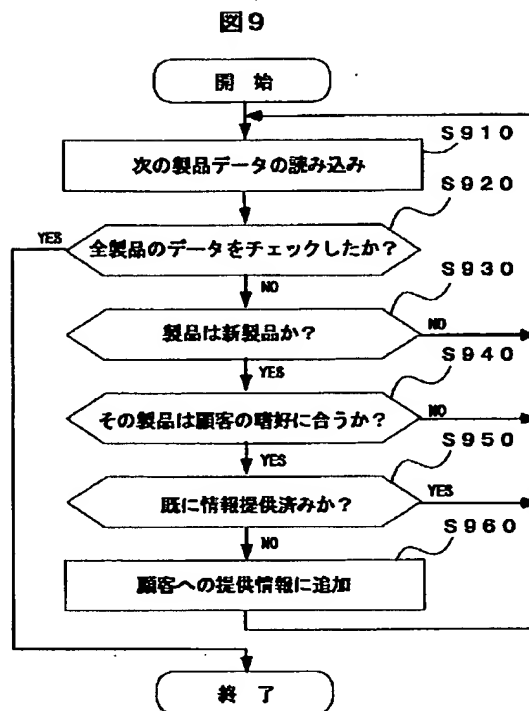 図9
開 始
S910
次の製品データの読み込み
S920
YES
全製品のデータをチェックしたか?
NO
S930
製品は新製品か?
NO
YES
S940
その製品は顧客の嗜好に合うか?
NO
YES
S950
既に情報提供済みか?
YES
NO
S960
顧客への提供情報に追加
終 了